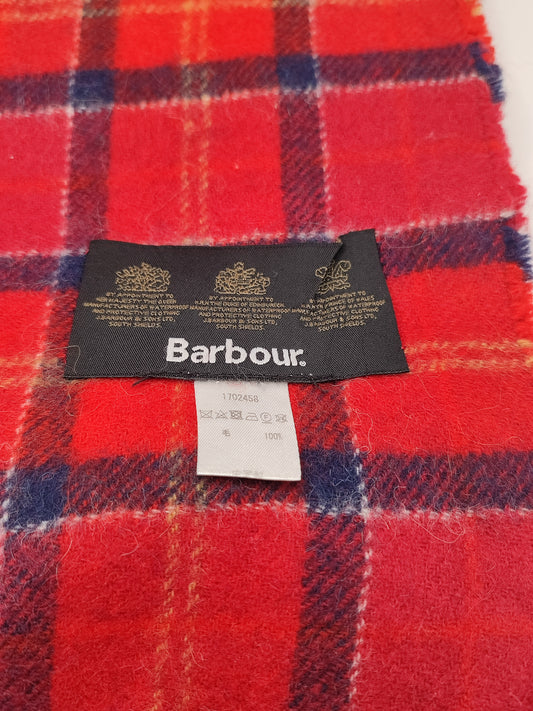 BY APPOINTMENT TO
HER MAJESTY THE QUEEN
MANUFACTURERS OF WATERPROOF
AND PROTECTIVE CLOTHING
J.BARBOUR & SONS LTD,
SOUTH SHIELDS.
BY APPOINTMENT TO
H.R.H.THE DUKE OF EDINBURGH
MANUFACTURERS OF WATERPROOF
AND PROTECTIVE CLOTHING
J.BARBOUR & SONS LTD,
SOUTH SHIELDS.
BY APPOINTMENT TO
H.R.H.THE PRINCE OF WALES
MANUFACTURERS OF WATERPROOF
AND PROTECTIVE CLOTHING
J.BARBOUR & SONS LTD,
SOUTH SHIELDS.
Barbour.
1702458
毛 100%